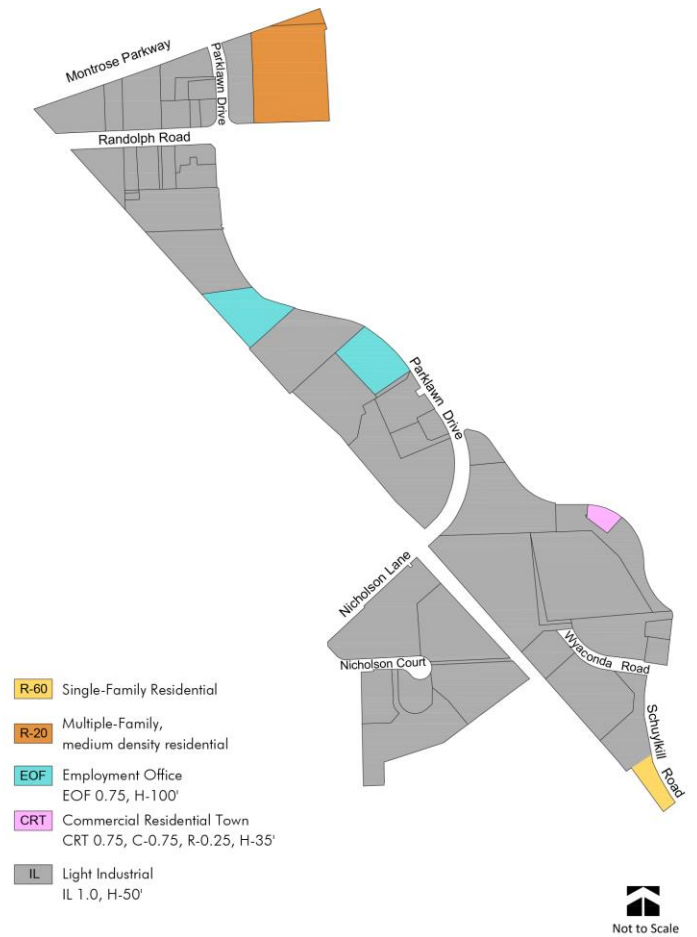 Montrose Parkway
Parklawn Drive
Randolph Road
Parklawn Drive
Nicholson Lane
Nicholson Court
Wyaconda Road
Schuylkill Road
R-60 Single-Family Residential
R-20 Multiple-Family,
medium density residential
EOF Employment Office
EOF 0.75, H-100'
CRT Commercial Residential Town
CRT 0.75, C-0.75, R-0.25, H-35'
IL Light Industrial
IL 1.0, H-50'
Not to Scale